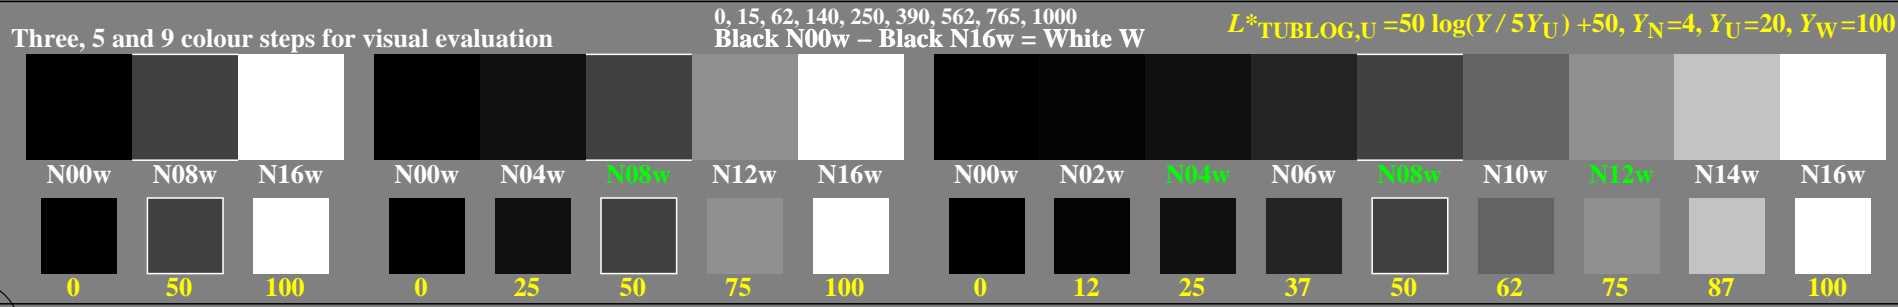 0, 15, 62, 140, 250, 390, 562, 765, 1000
Three, 5 and 9 colour steps for visual evaluation
Black N00w – Black N16w = White W
L*TUBLOG,U =50 log(Y / 5YU) +50, YN=4, YU=20, YW=100
N00w N08w N16w N00w N04w N08w N12w N16w N00w N02w N04w N06w N08w N10w N12w N14w N16w
0 50 100 0 25 50 75 100 0 12 25 37 50 62 75 87 100